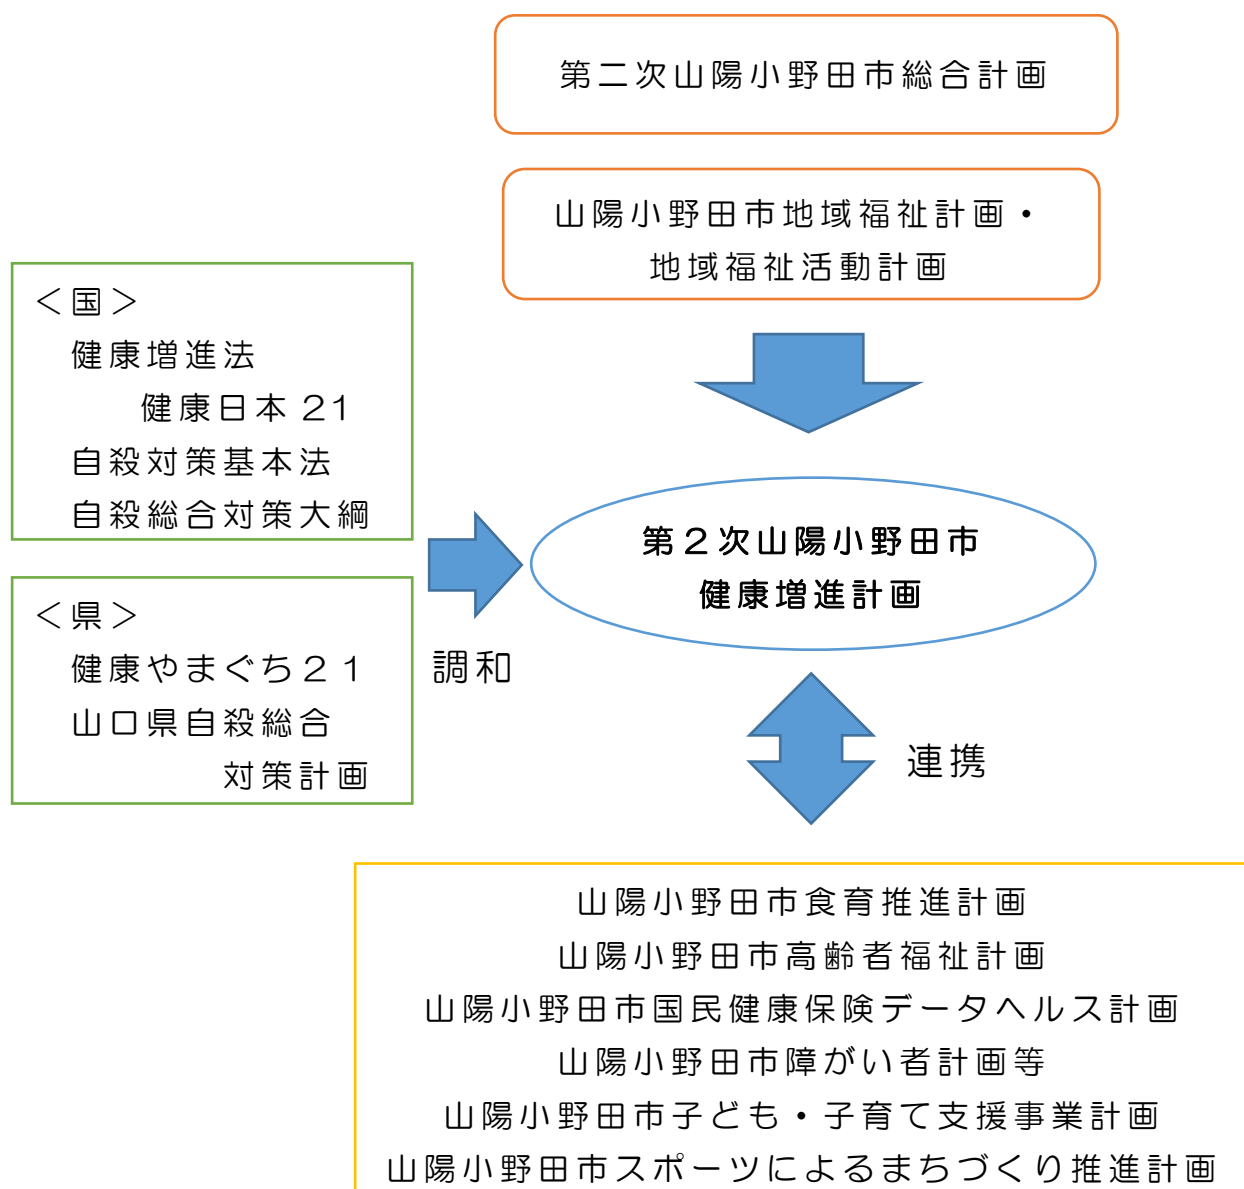 第二次山陽小野田市総合計画
山陽小野田市地域福祉計画・
地域福祉活動計画
＜国＞
健康増進法
健康日本 21
自殺対策基本法
自殺総合対策大綱
＜県＞
健康やまぐち２１
山口県自殺総合
対策計画
調和
第２次山陽小野田市
健康増進計画
連携
山陽小野田市食育推進計画
山陽小野田市高齢者福祉計画
山陽小野田市国民健康保険データヘルス計画
山陽小野田市障がい者計画等
山陽小野田市子ども・子育て支援事業計画
山陽小野田市スポーツによるまちづくり推進計画